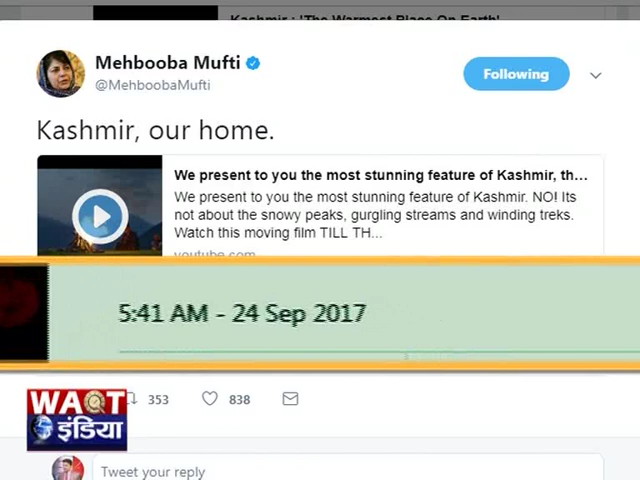 Kashmir : 'The Warmest Place On Earth'
Mehbooba Mufti
@MehboobaMufti
Following
Kashmir, our home.
We present to you the most stunning feature of Kashmir, th...
We present to you the most stunning feature of Kashmir. NO! Its
not about the snowy peaks, gurgling streams and winding treks.
Watch this moving film TILL TH...
youtube.com
5:41 AM - 24 Sep 2017
353 838
WAQT
इंडिया
Tweet your reply